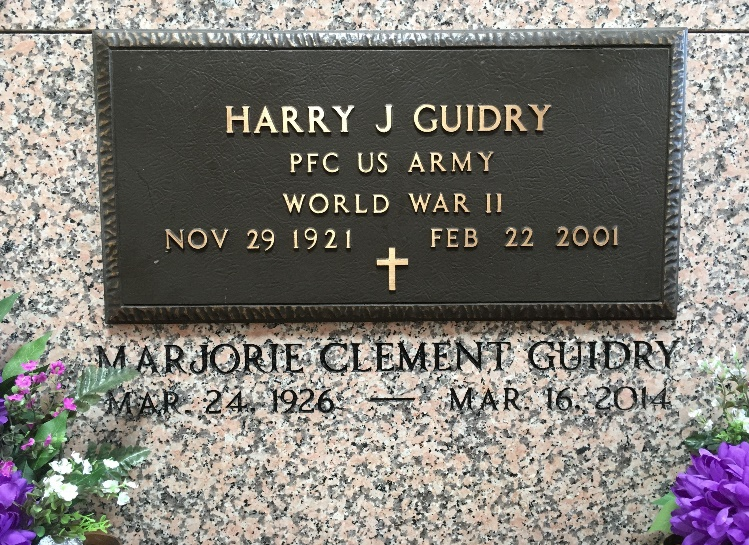 HARRY J GUIDRY
PFC US ARMY
WORLD WAR II
NOV 29 1921 FEB 22 2001
MARJORIE CLEMENT GUIDRY
MAR. 24. 1926 — MAR. 16. 2014